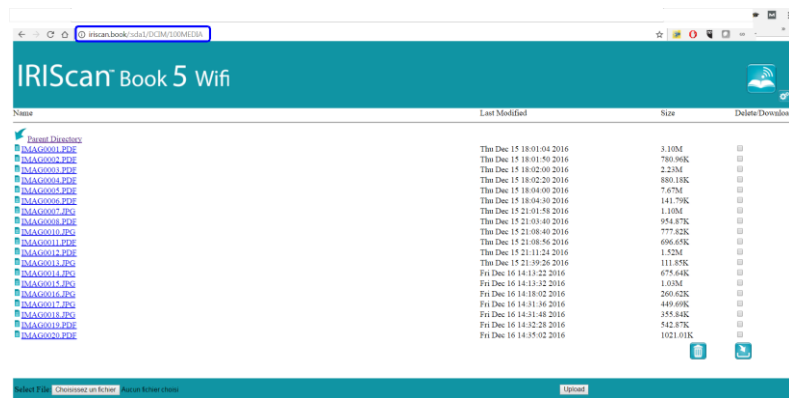 iriscan.book/sda1/DCIM/100MEDIA
IRIScan™ Book 5 Wifi
Name Last Modified Size Delete/Downloa
Parent Directory
IMAG0001.PDF Thu Dec 15 18:01:04 2016 3.10M
IMAG0002.PDF Thu Dec 15 18:01:50 2016 780.96K
IMAG0003.PDF Thu Dec 15 18:02:00 2016 2.23M
IMAG0004.PDF Thu Dec 15 18:02:20 2016 880.18K
IMAG0005.PDF Thu Dec 15 18:04:00 2016 7.67M
IMAG0006.PDF Thu Dec 15 18:04:30 2016 141.79K
IMAG0007.JPG Thu Dec 15 21:01:58 2016 1.10M
IMAG0008.PDF Thu Dec 15 21:03:40 2016 954.87K
IMAG0010.JPG Thu Dec 15 21:08:40 2016 777.82K
IMAG0011.PDF Thu Dec 15 21:08:56 2016 696.65K
IMAG0012.PDF Thu Dec 15 21:11:24 2016 1.52M
IMAG0013.JPG Thu Dec 15 21:39:26 2016 111.85K
IMAG0014.JPG Fri Dec 16 14:13:22 2016 675.64K
IMAG0015.JPG Fri Dec 16 14:13:32 2016 1.03M
IMAG0016.JPG Fri Dec 16 14:18:02 2016 260.62K
IMAG0017.JPG Fri Dec 16 14:31:36 2016 449.69K
IMAG0018.JPG Fri Dec 16 14:31:48 2016 355.84K
IMAG0019.PDF Fri Dec 16 14:32:28 2016 542.87K
IMAG0020.PDF Fri Dec 16 14:35:02 2016 1021.01K
Select File: Choisissez un fichier Aucun fichier choisi Upload